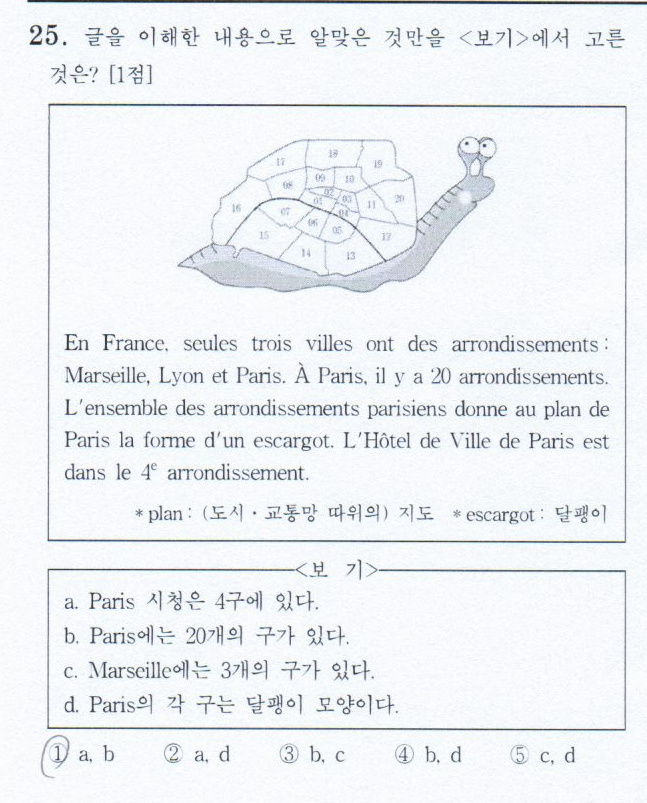 25. 글을 이해한 내용으로 알맞은 것만을 <보기>에서 고른
것은? [1점]
17 18 19
08 09 10
02 03
16 07 01 04 11 20
06 05
15 12
14 13
En France, seules trois villes ont des arrondissements :
Marseille, Lyon et Paris. À Paris, il y a 20 arrondissements.
L'ensemble des arrondissements parisiens donne au plan de
Paris la forme d'un escargot. L'Hôtel de Ville de Paris est
dans le 4e arrondissement.
* plan : (도시 · 교통망 따위의) 지도 * escargot : 달팽이
<보 기>
a. Paris 시청은 4구에 있다.
b. Paris에는 20개의 구가 있다.
c. Marseille에는 3개의 구가 있다.
d. Paris의 각 구는 달팽이 모양이다.
① a, b ② a, d ③ b, c ④ b, d ⑤ c, d